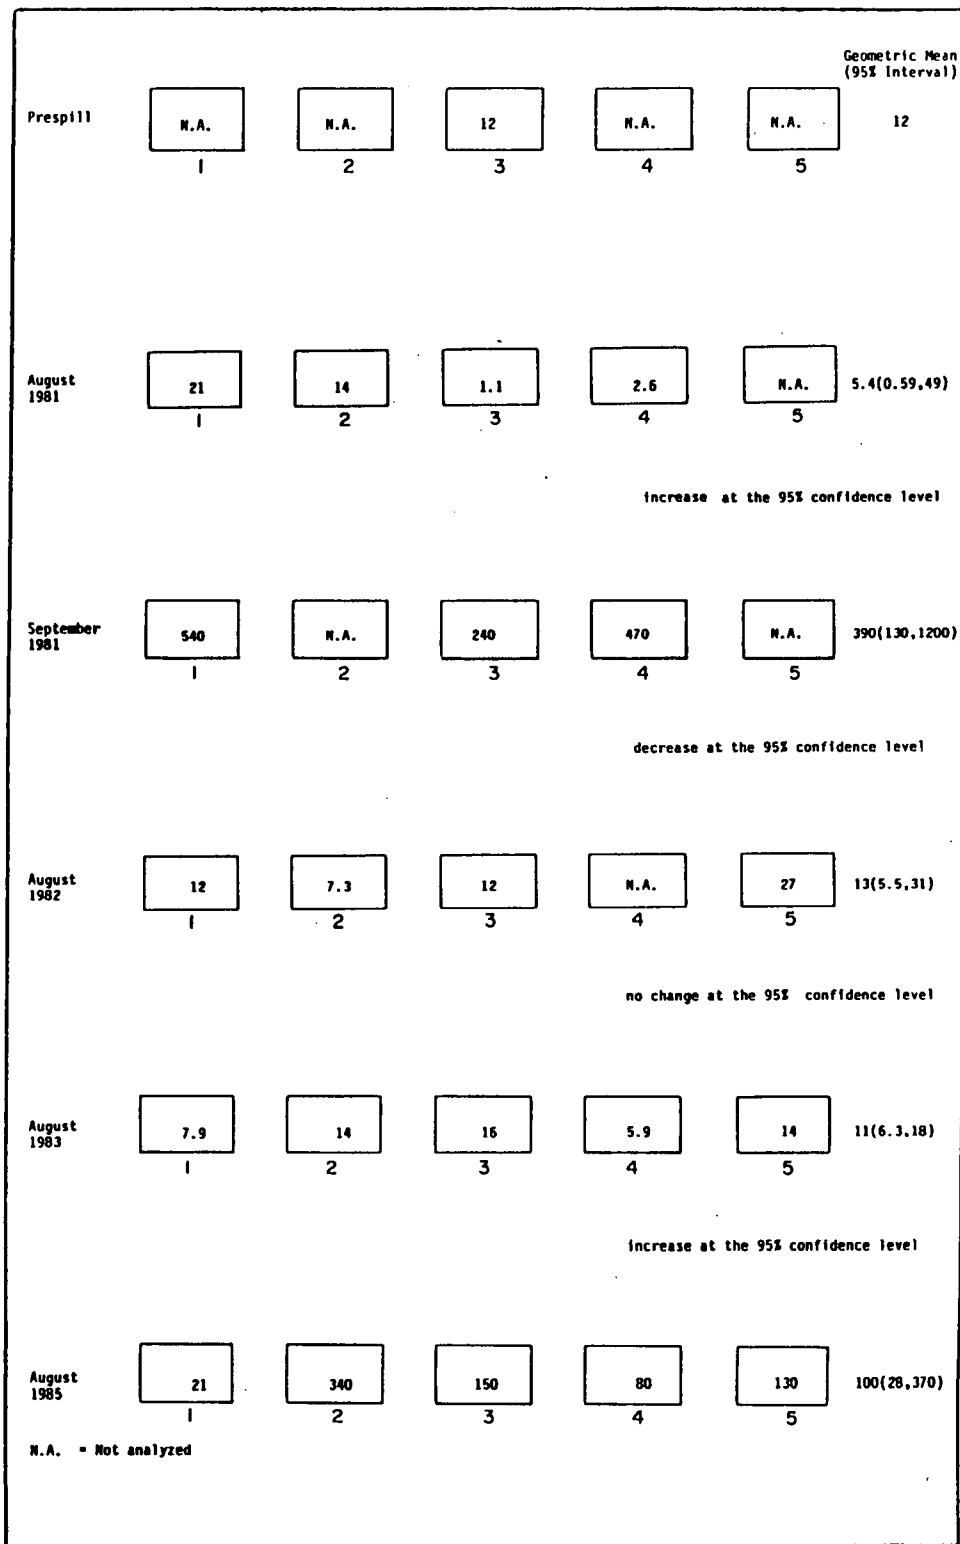 Geometric Mean
(95% Interval)
Prespill N.A. N.A. 12 N.A. N.A. 12
1 2 3 4 5
August
1981 21 14 1.1 2.6 N.A. 5.4(0.59,49)
1 2 3 4 5
increase at the 95% confidence level
September
1981 540 N.A. 240 470 N.A. 390(130,1200)
1 2 3 4 5
decrease at the 95% confidence level
August
1982 12 7.3 12 N.A. 27 13(5.5,31)
1 2 3 4 5
no change at the 95% confidence level
August
1983 7.9 14 16 5.9 14 11(6.3,18)
1 2 3 4 5
increase at the 95% confidence level
August
1985 21 340 150 80 130 100(28,370)
1 2 3 4 5
N.A. = Not analyzed